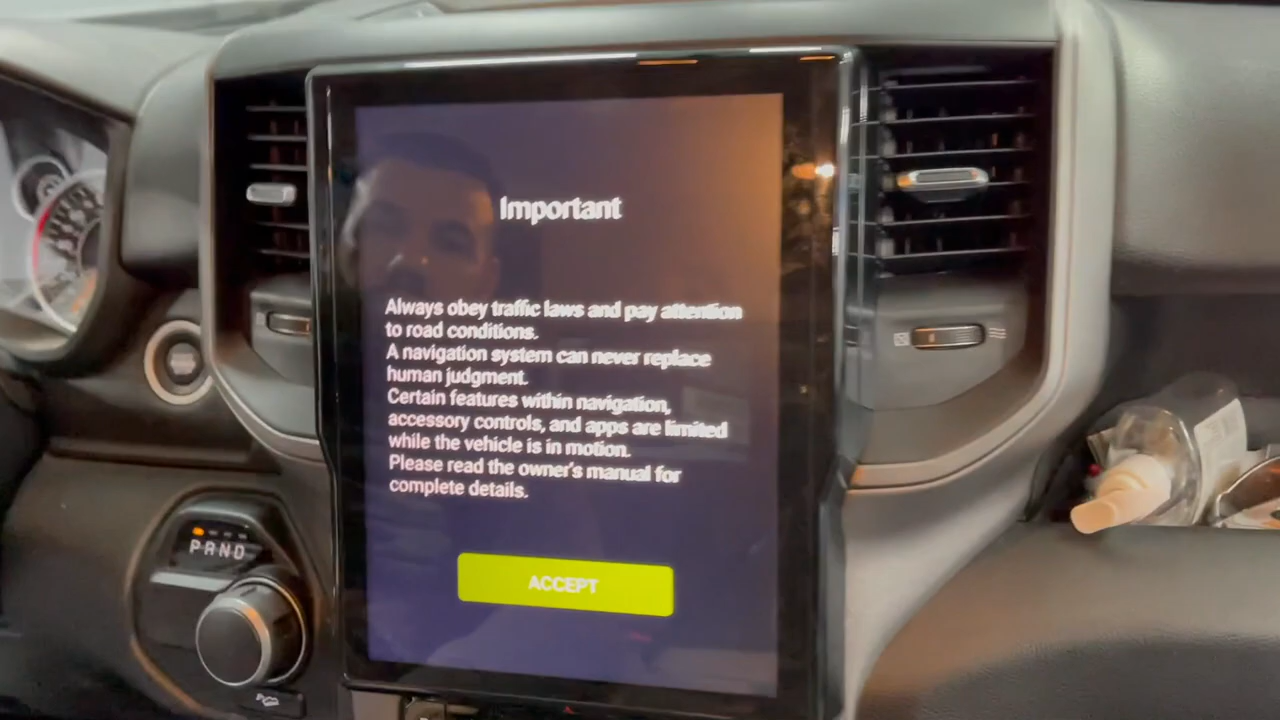 Important
Always obey traffic laws and pay attention
to road conditions.
A navigation system can never replace
human judgment.
Certain features within navigation,
accessory controls, and apps are limited
while the vehicle is in motion.
Please read the owner's manual for
complete details.
ACCEPT
PRND